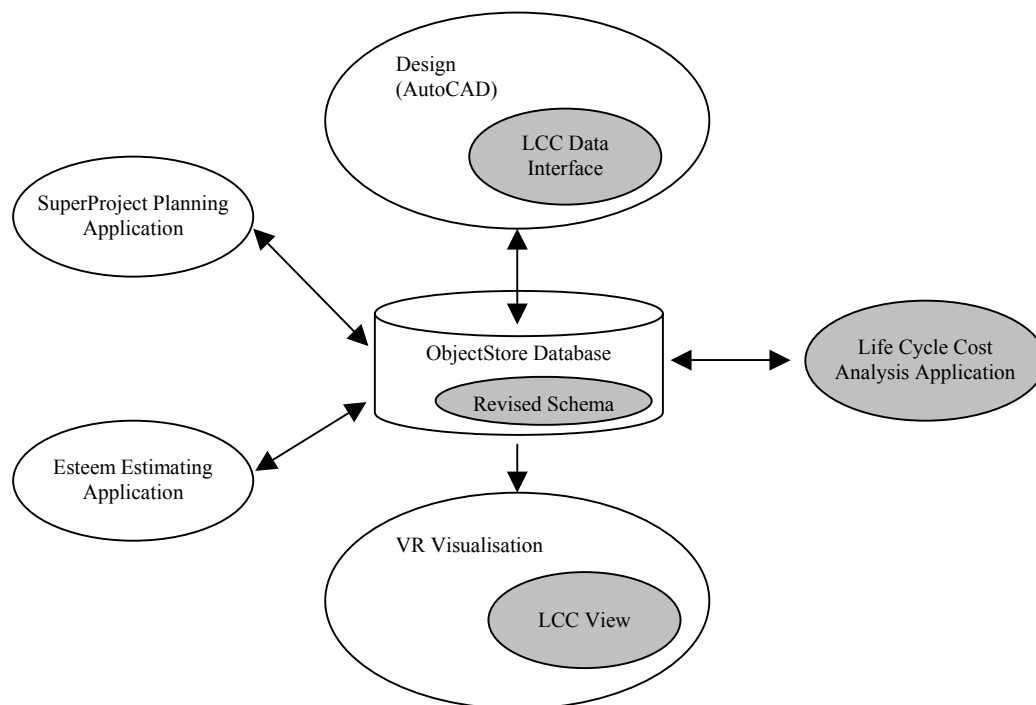 Design
(AutoCAD)
LCC Data
Interface
SuperProject Planning
Application
ObjectStore Database
Revised Schema
Life Cycle Cost
Analysis Application
Esteem Estimating
Application
VR Visualisation
LCC View